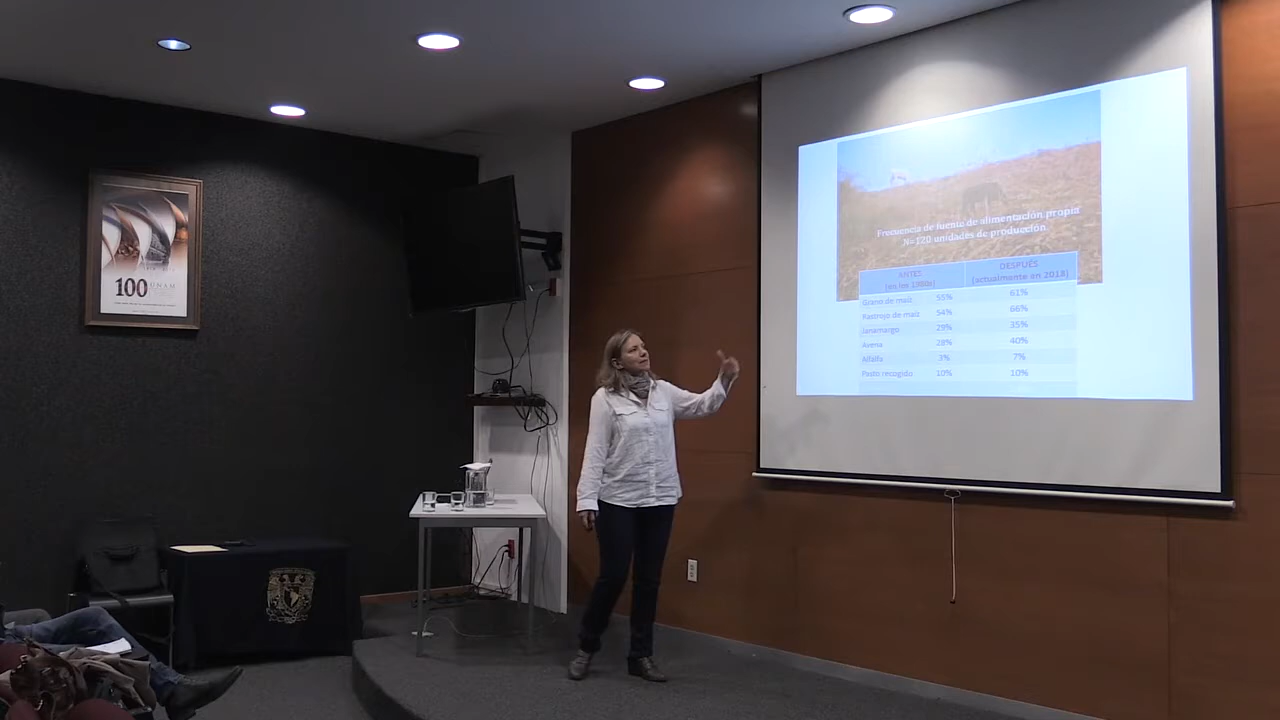 100 UNAM
Frecuencia de fuente de alimentación propia
N=120 unidades de producción
ANTES DESPUÉS
(en los 1990s) (actualmente en 2018)
Grano de maíz 55% 61%
Rastrojo de maíz 54% 66%
Janamargo 29% 35%
Avena 28% 40%
Alfalfa 3% 7%
Pasto recogido 10% 10%